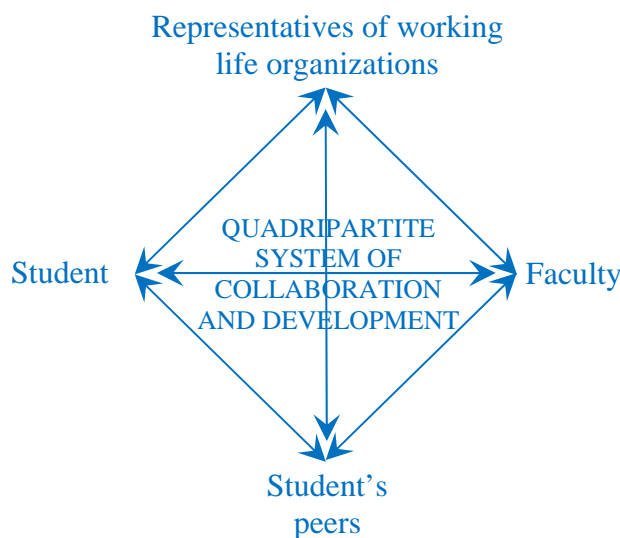 Representatives of working
life organizations
QUADRIPARTITE
SYSTEM OF
Student
Faculty
COLLABORATION
AND DEVELOPMENT
Student’s
peers